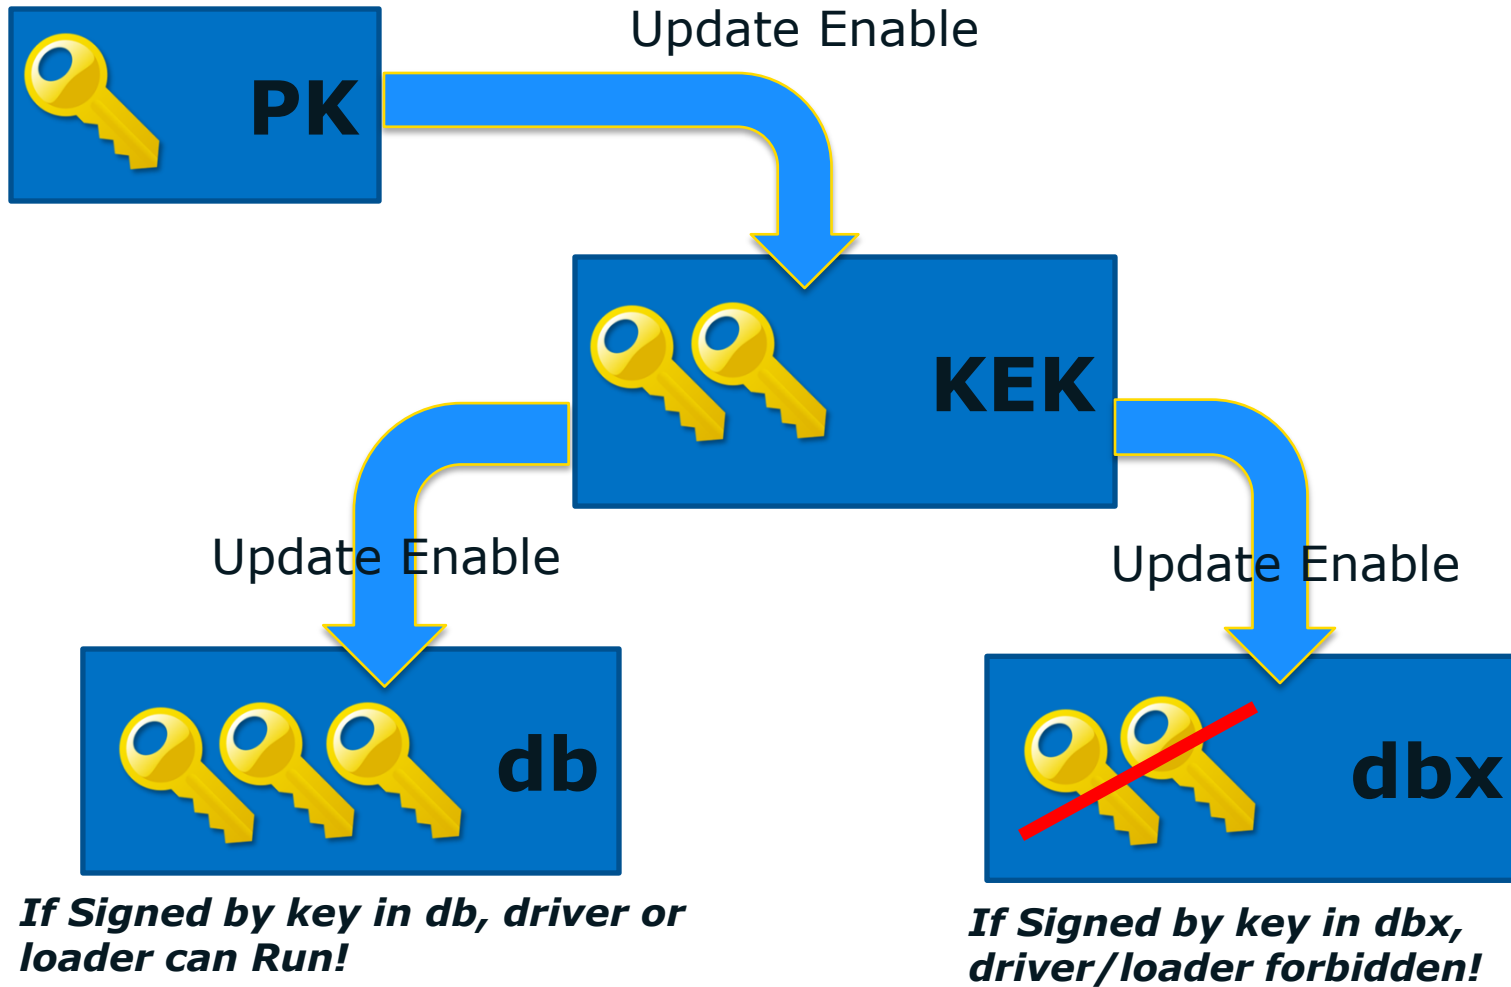 Update Enable
PK
KEK
Update Enable
Update Enable
db
dbx
If Signed by key in db, driver or
loader can Run!
If Signed by key in dbx,
driver/loader forbidden!